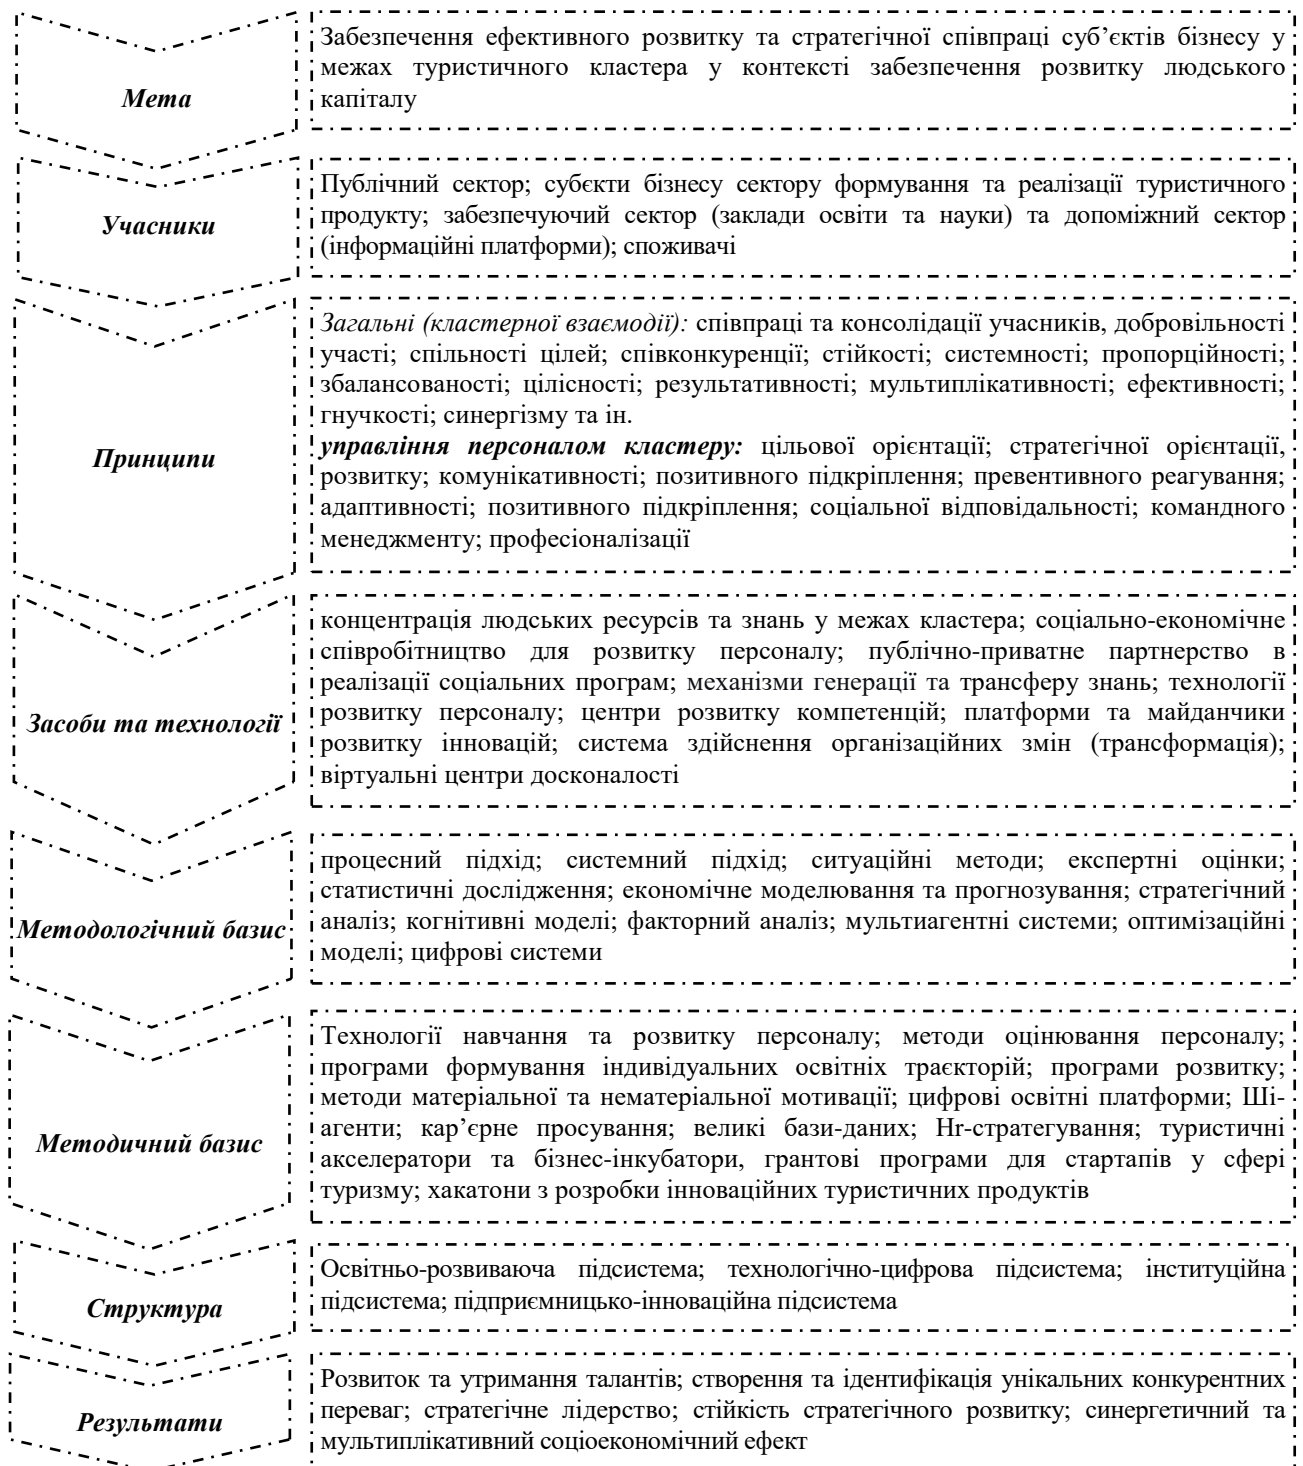 Мета
Забезпечення ефективного розвитку та стратегічної співпраці суб’єктів бізнесу у
межах туристичного кластера у контексті забезпечення розвитку людського
капіталу
Учасники
Публічний сектор; субєкти бізнесу сектору формування та реалізації туристичного
продукту; забезпечуючий сектор (заклади освіти та науки) та допоміжний сектор
(інформаційні платформи); споживачі
Принципи
Загальні (кластерної взаємодії): співпраці та консолідації учасників, добровільності
участі; спільності цілей; співконкуренції; стійкості; системності; пропорційності;
збалансованості; цілісності; результативності; мультиплікативності; ефективності;
гнучкості; синергізму та ін.
управління персоналом кластеру: цільової орієнтації; стратегічної орієнтації,
розвитку; комунікативності; позитивного підкріплення; превентивного реагування;
адаптивності; позитивного підкріплення; соціальної відповідальності; командного
менеджменту; професіоналізації
Засоби та технології
концентрація людських ресурсів та знань у межах кластера; соціально-економічне
співробітництво для розвитку персоналу; публічно-приватне партнерство в
реалізації соціальних програм; механізми генерації та трансферу знань; технології
розвитку персоналу; центри розвитку компетенцій; платформи та майданчики
розвитку інновацій; система здійснення організаційних змін (трансформація);
віртуальні центри досконалості
Методологічний базис
процесний підхід; системний підхід; ситуаційні методи; експертні оцінки;
статистичні дослідження; економічне моделювання та прогнозування; стратегічний
аналіз; когнітивні моделі; факторний аналіз; мультиагентні системи; оптимізаційні
моделі; цифрові системи
Методичний базис
Технології навчання та розвитку персоналу; методи оцінювання персоналу;
програми формування індивідуальних освітніх траєкторій; програми розвитку;
методи матеріальної та нематеріальної мотивації; цифрові освітні платформи; Ші-
агенти; кар’єрне просування; великі бази-даних; Hr-стратегування; туристичні
акселератори та бізнес-інкубатори, грантові програми для стартапів у сфері
туризму; хакатони з розробки інноваційних туристичних продуктів
Структура
Освітньо-розвиваюча підсистема; технологічно-цифрова підсистема; інституційна
підсистема; підприємницько-інноваційна підсистема
Результати
Розвиток та утримання талантів; створення та ідентифікація унікальних конкурентних
переваг; стратегічне лідерство; стійкість стратегічного розвитку; синергетичний та
мультиплікативний соціоекономічний ефект